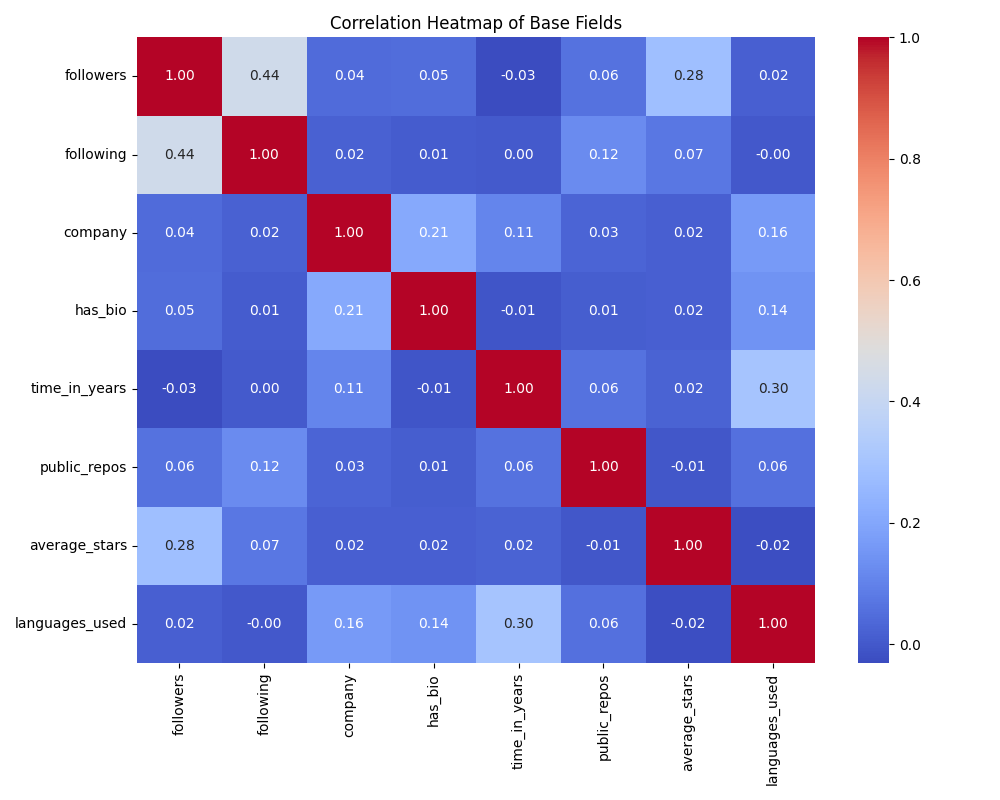 Correlation Heatmap of Base Fields
followers 1.00 0.44 0.04 0.05 -0.03 0.06 0.28 0.02
following 0.44 1.00 0.02 0.01 0.00 0.12 0.07 -0.00
company 0.04 0.02 1.00 0.21 0.11 0.03 0.02 0.16
has_bio 0.05 0.01 0.21 1.00 -0.01 0.01 0.02 0.14
time_in_years -0.03 0.00 0.11 -0.01 1.00 0.06 0.02 0.30
public_repos 0.06 0.12 0.03 0.01 0.06 1.00 -0.01 0.06
average_stars 0.28 0.07 0.02 0.02 0.02 -0.01 1.00 -0.02
languages_used 0.02 -0.00 0.16 0.14 0.30 0.06 -0.02 1.00
followers following company has_bio time_in_years public_repos average_stars languages_used
1.0
0.8
0.6
0.4
0.2
0.0